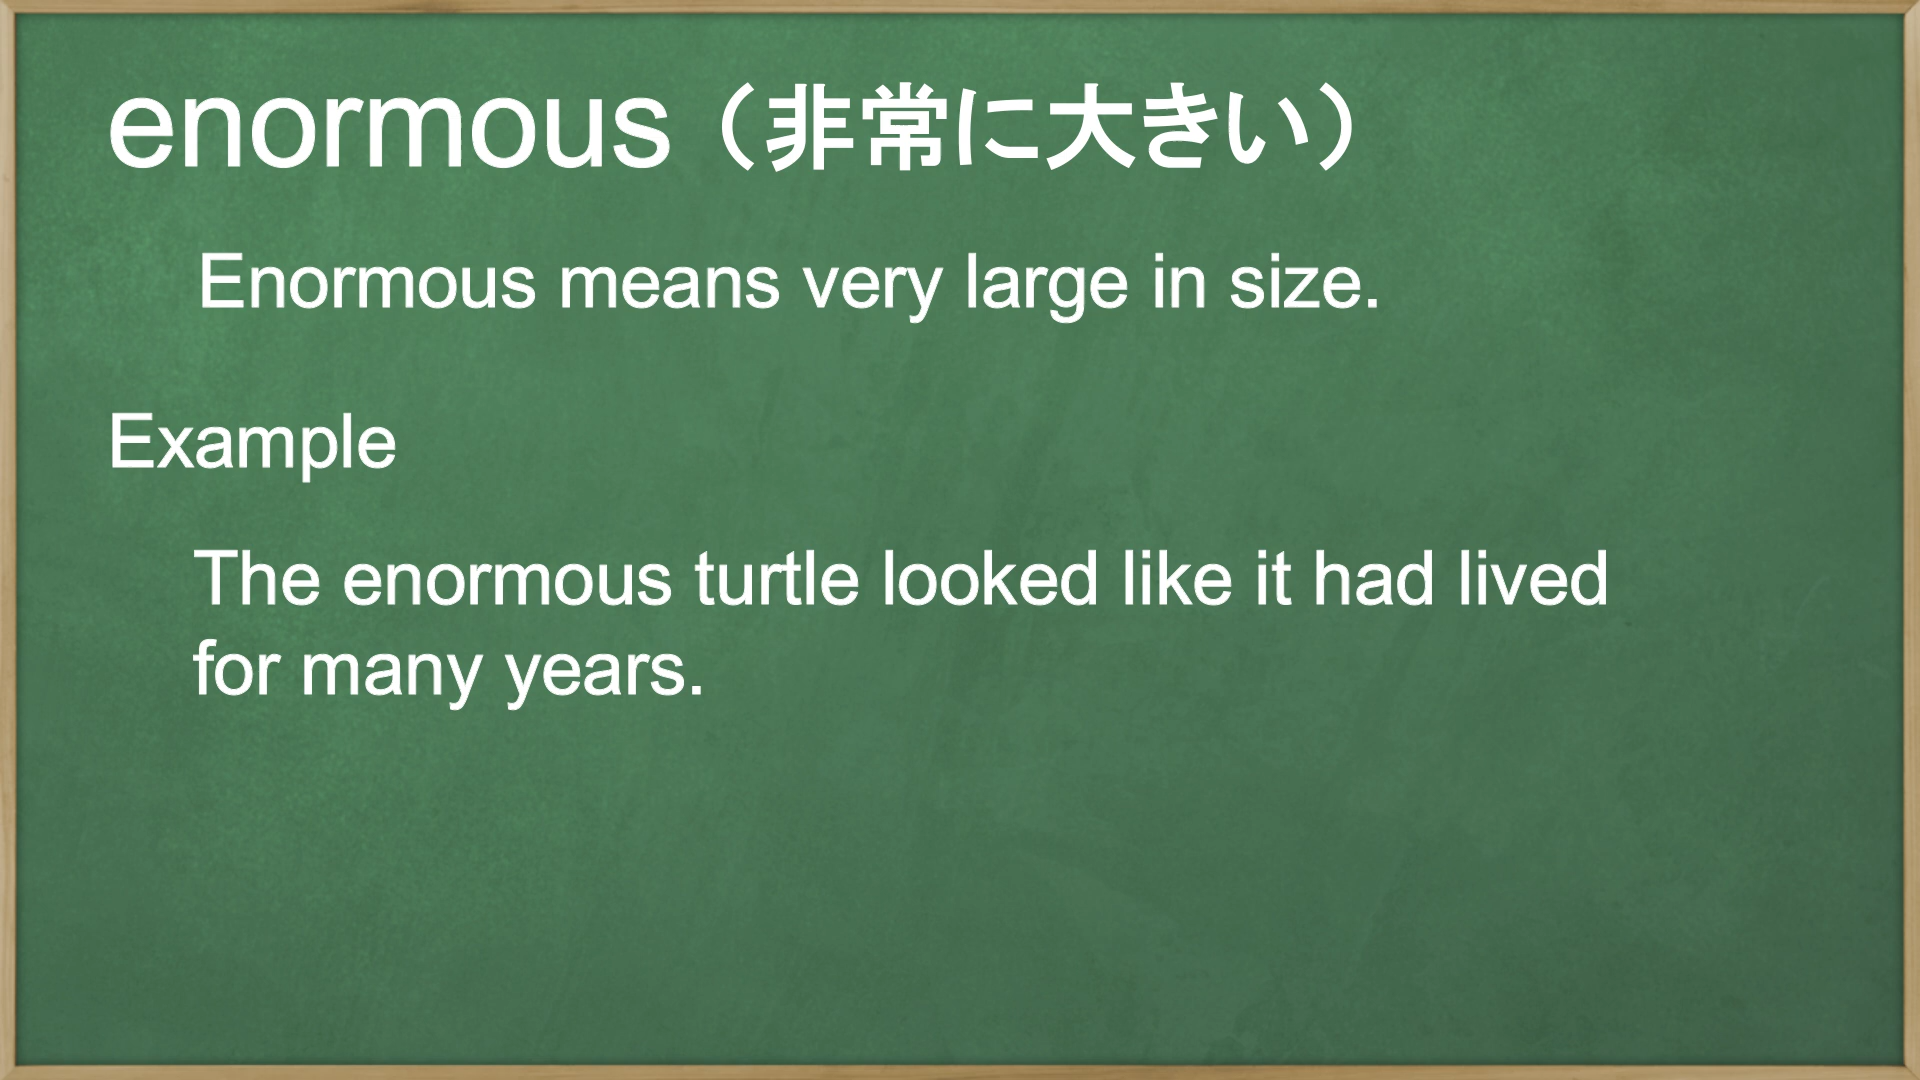 enormous（非常に大きい）
Enormous means very large in size.
Example
The enormous turtle looked like it had lived
for many years.